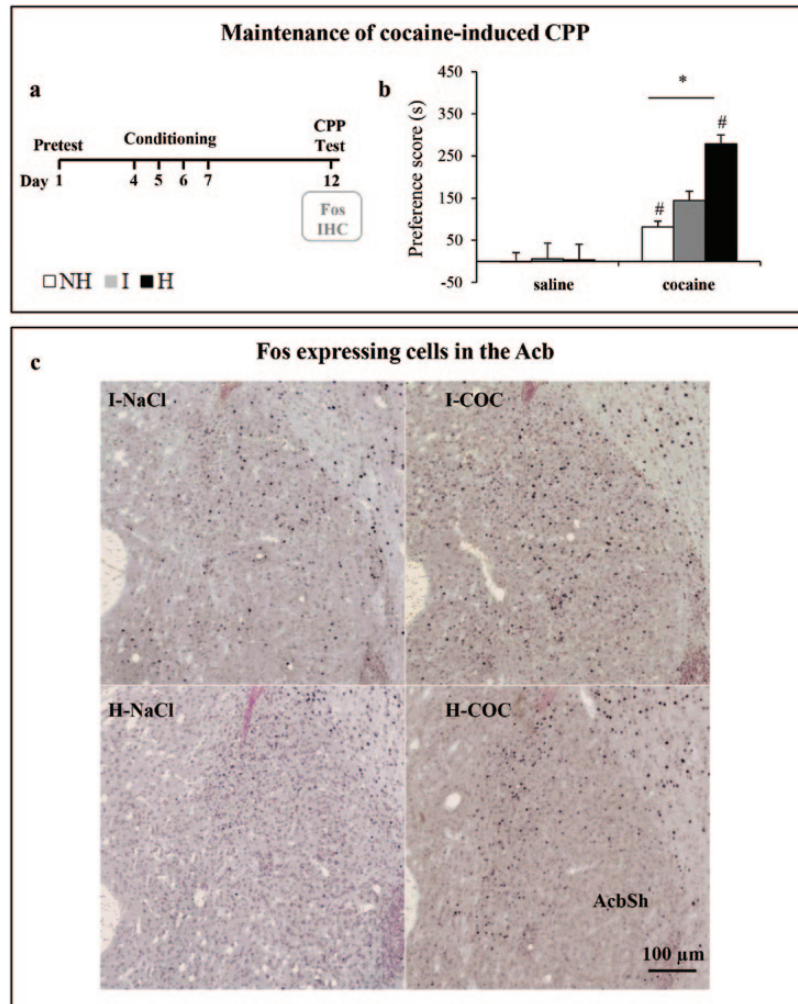 Maintenance of cocaine-induced CPP
a
Pretest
Conditioning
CPP
Test
Day 1 4 5 6 7 12
Fos
IHC
NH I H
b
Preference score (s)
450
350
250
150
50
-50
*
#
#
saline cocaine
Fos expressing cells in the Acb
c
I-NaCl I-COC
H-NaCl H-COC
AcbSh
100 µm